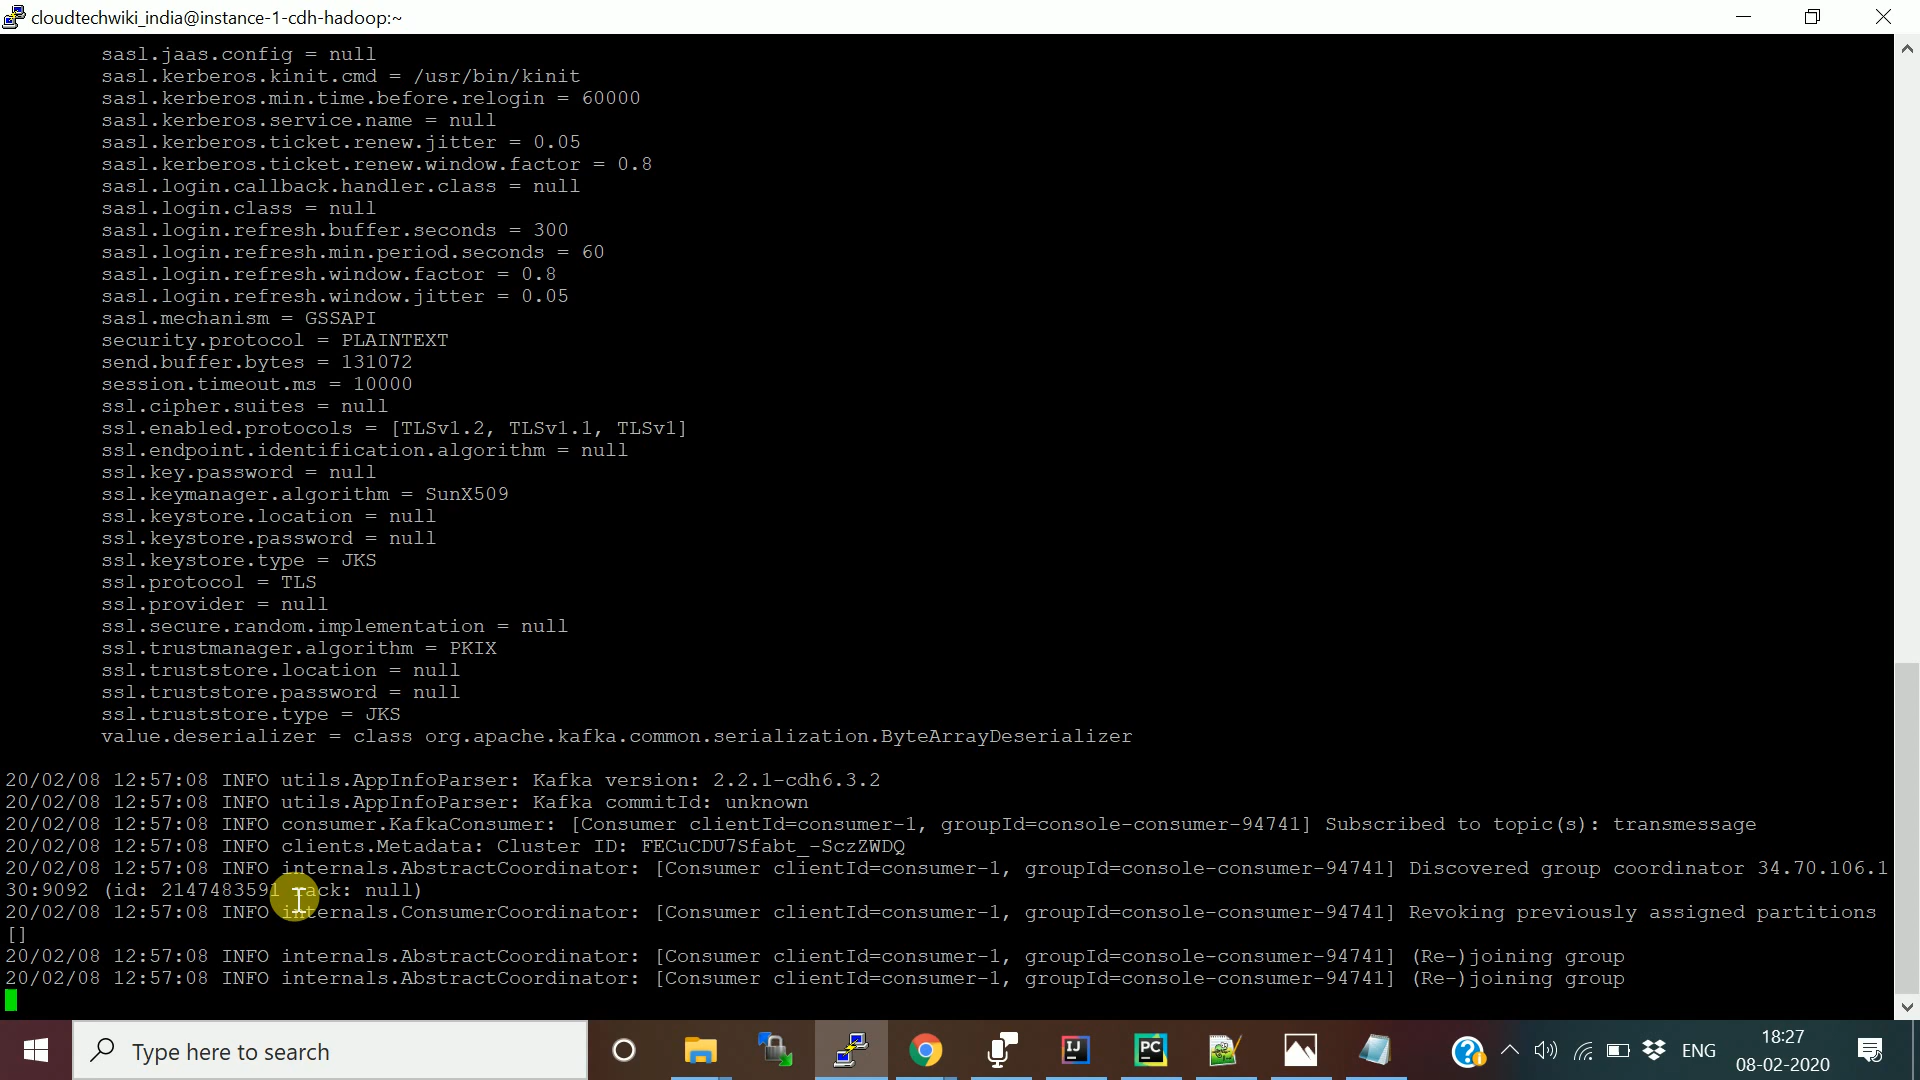 cloudtechwiki_india@instance-1-cdh-hadoop:~
sasl.jaas.config = null
sasl.kerberos.kinit.cmd = /usr/bin/kinit
sasl.kerberos.min.time.before.relogin = 60000
sasl.kerberos.service.name = null
sasl.kerberos.ticket.renew.jitter = 0.05
sasl.kerberos.ticket.renew.window.factor = 0.8
sasl.login.callback.handler.class = null
sasl.login.class = null
sasl.login.refresh.buffer.seconds = 300
sasl.login.refresh.min.period.seconds = 60
sasl.login.refresh.window.factor = 0.8
sasl.login.refresh.window.jitter = 0.05
sasl.mechanism = GSSAPI
security.protocol = PLAINTEXT
send.buffer.bytes = 131072
session.timeout.ms = 10000
ssl.cipher.suites = null
ssl.enabled.protocols = [TLSv1.2, TLSv1.1, TLSv1]
ssl.endpoint.identification.algorithm = null
ssl.key.password = null
ssl.keymanager.algorithm = SunX509
ssl.keystore.location = null
ssl.keystore.password = null
ssl.keystore.type = JKS
ssl.protocol = TLS
ssl.provider = null
ssl.secure.random.implementation = null
ssl.trustmanager.algorithm = PKIX
ssl.truststore.location = null
ssl.truststore.password = null
ssl.truststore.type = JKS
value.deserializer = class org.apache.kafka.common.serialization.ByteArrayDeserializer
20/02/08 12:57:08 INFO utils.AppInfoParser: Kafka version: 2.2.1-cdh6.3.2
20/02/08 12:57:08 INFO utils.AppInfoParser: Kafka commitId: unknown
20/02/08 12:57:08 INFO consumer.KafkaConsumer: [Consumer clientId=consumer-1, groupId=console-consumer-94741] Subscribed to topic(s): transmessage
20/02/08 12:57:08 INFO clients.Metadata: Cluster ID: FECuCDU7Sfabt_-SczZWDQ
20/02/08 12:57:08 INFO internals.AbstractCoordinator: [Consumer clientId=consumer-1, groupId=console-consumer-94741] Discovered group coordinator 34.70.106.1
30:9092 (id: 2147483591 rack: null)
20/02/08 12:57:08 INFO internals.ConsumerCoordinator: [Consumer clientId=consumer-1, groupId=console-consumer-94741] Revoking previously assigned partitions
[]
20/02/08 12:57:08 INFO internals.AbstractCoordinator: [Consumer clientId=consumer-1, groupId=console-consumer-94741] (Re-)joining group
20/02/08 12:57:08 INFO internals.AbstractCoordinator: [Consumer clientId=consumer-1, groupId=console-consumer-94741] (Re-)joining group
Type here to search
IJ
PC
ENG
18:27
08-02-2020